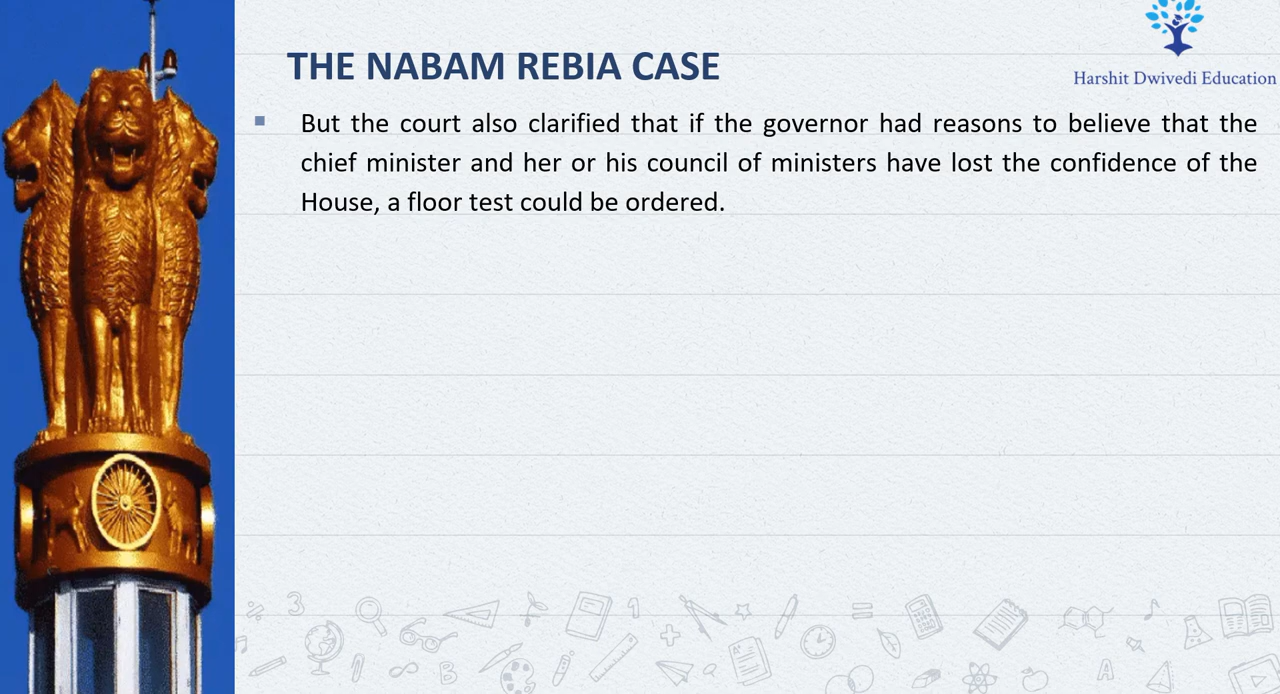 THE NABAM REBIA CASE
Harshit Dwivedi Education
▪ But the court also clarified that if the governor had reasons to believe that the
chief minister and her or his council of ministers have lost the confidence of the
House, a floor test could be ordered.